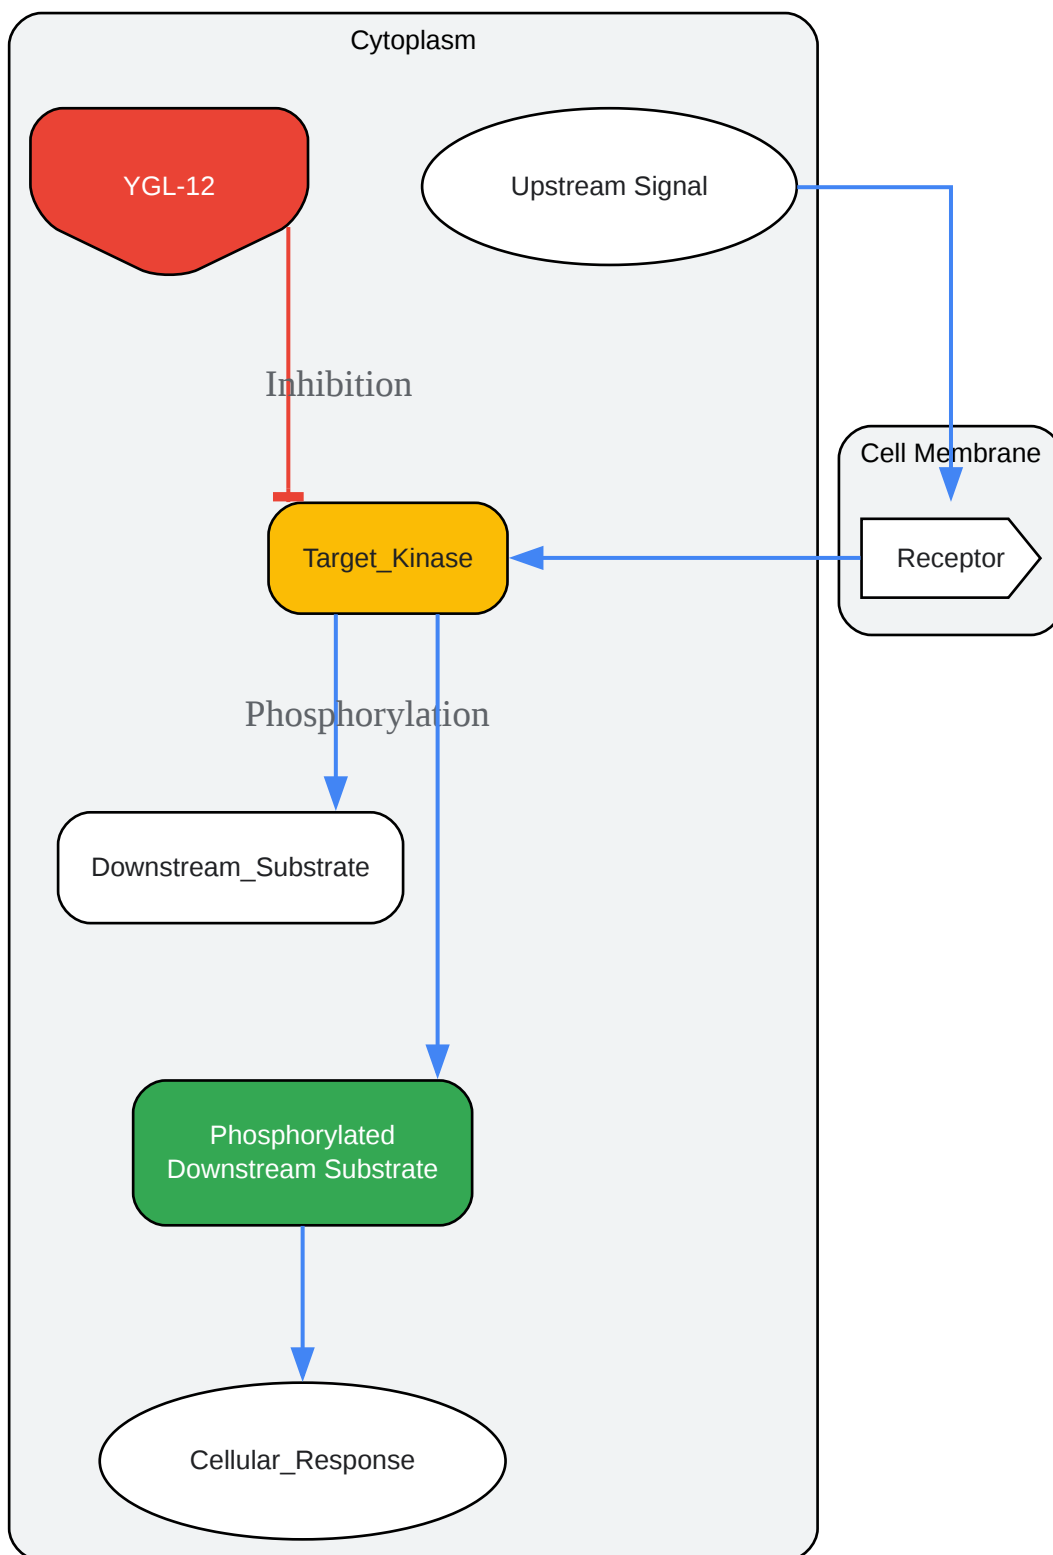 Cytoplasm
YGL-12
Upstream Signal
Inhibition
Cell Membrane
Target_Kinase
Receptor
Phosphorylation
Downstream_Substrate
Phosphorylated
Downstream Substrate
Cellular_Response